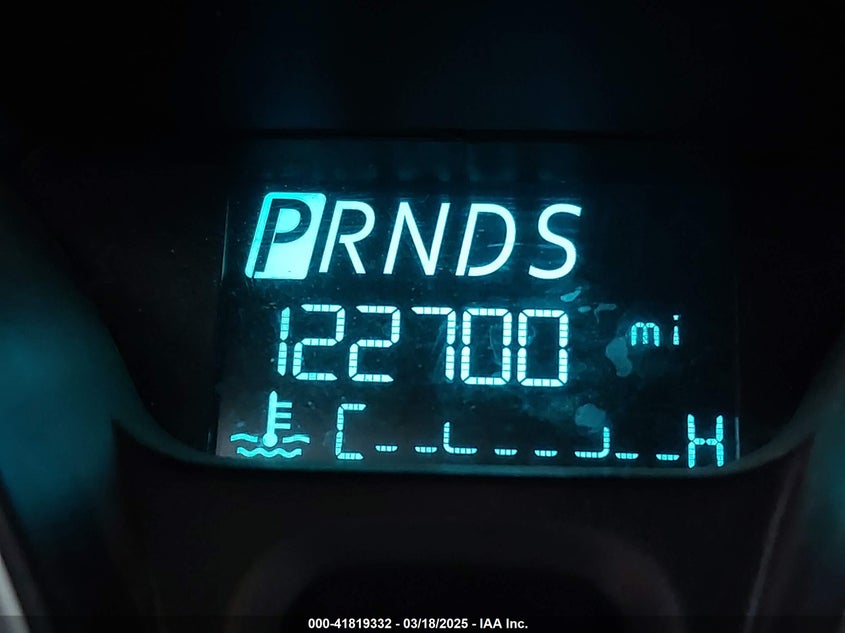 PRNDS
122700 mi
C H
000-41819332 - 03/18/2025 - IAA Inc.